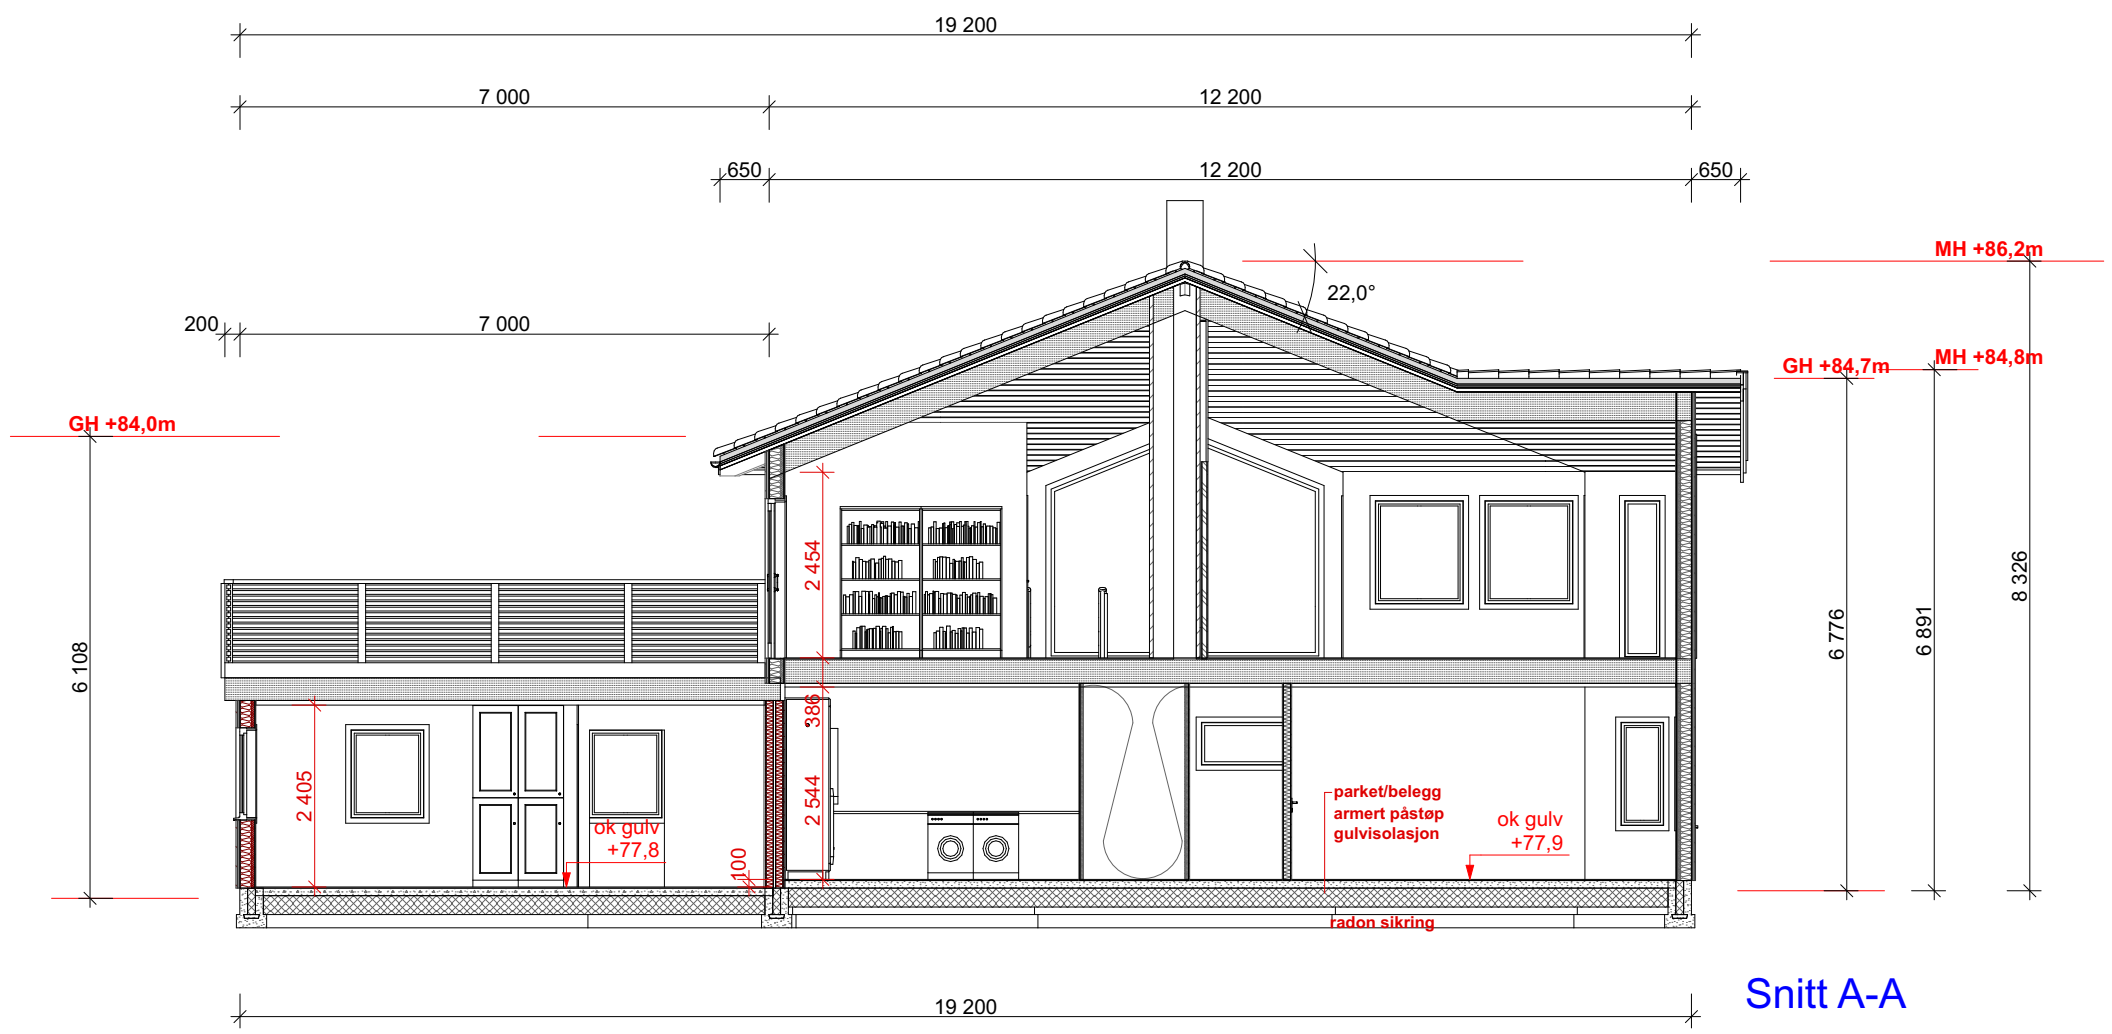 19 200
7 000
12 200
650
12 200
650
MH +86,2m
22,0°
200
7 000
GH +84,7m
MH +84,8m
GH +84,0m
2 454
8 326
6 776
6 891
6 108
386
2 405
2 544
parket/belegg
armert påstøp
gulvisolasjon
ok gulv
+77,8
ok gulv
+77,9
100
radon sikring
Snitt A-A
19 200